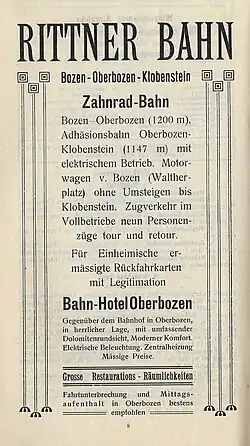 RITTNER BAHN
Bozen-Oberbozen-Klobenstein
Zahnrad-Bahn
Bozen–Oberbozen (1200 m),
Adhäsionsbahn Oberbozen-
Klobenstein (1147 m) mit
elektrischem Betrieb. Motor-
wagen v. Bozen (Walther-
platz) ohne Umsteigen bis
Klobenstein. Zugverkehr im
Vollbetriebe neun Personen-
züge tour und retour.
Für Einheimische er-
mässigte Rückfahrkarten
mit Legitimation
Bahn-Hotel Oberbozen
Gegenüber dem Bahnhof in Oberbozen,
in herrlicher Lage, mit umfassender
Dolomitenrundsicht, Moderner Komfort.
Elektrische Beleuchtung. Zentralheizung
Mässige Preise.
Grosse Restaurations-Räumlichkeiten
Fahrtunterbrechung und Mittags-
aufenthalt in Oberbozen bestens
empfohlen
8